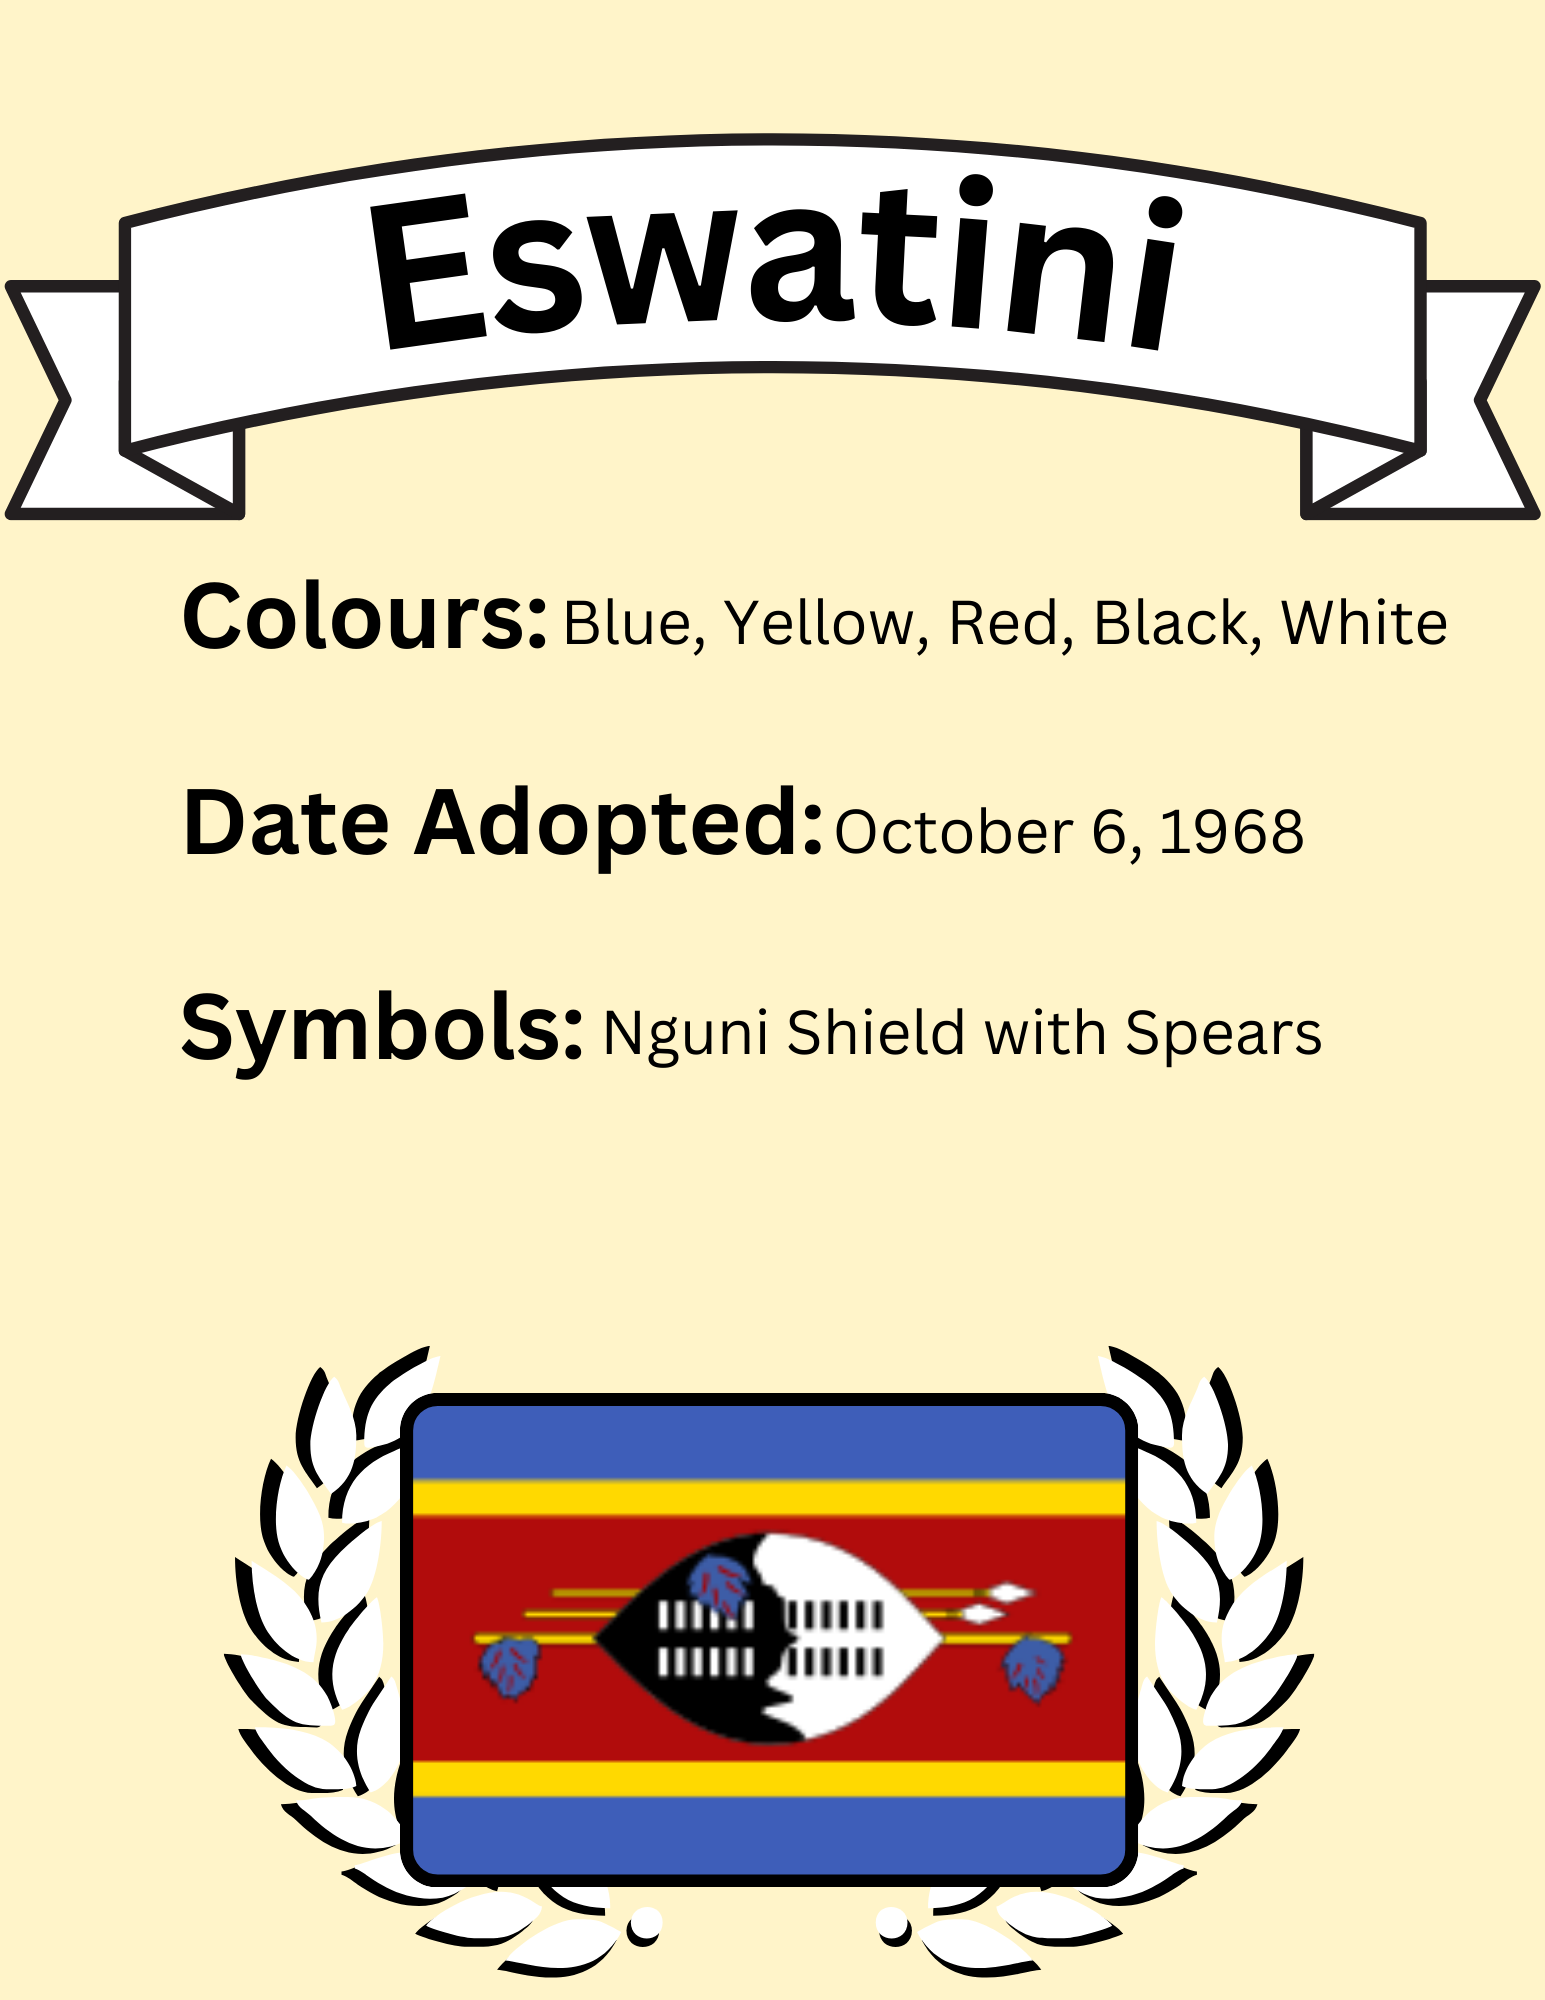 Eswatini
Colours: Blue, Yellow, Red, Black, White
Date Adopted: October 6, 1968
Symbols: Nguni Shield with Spears